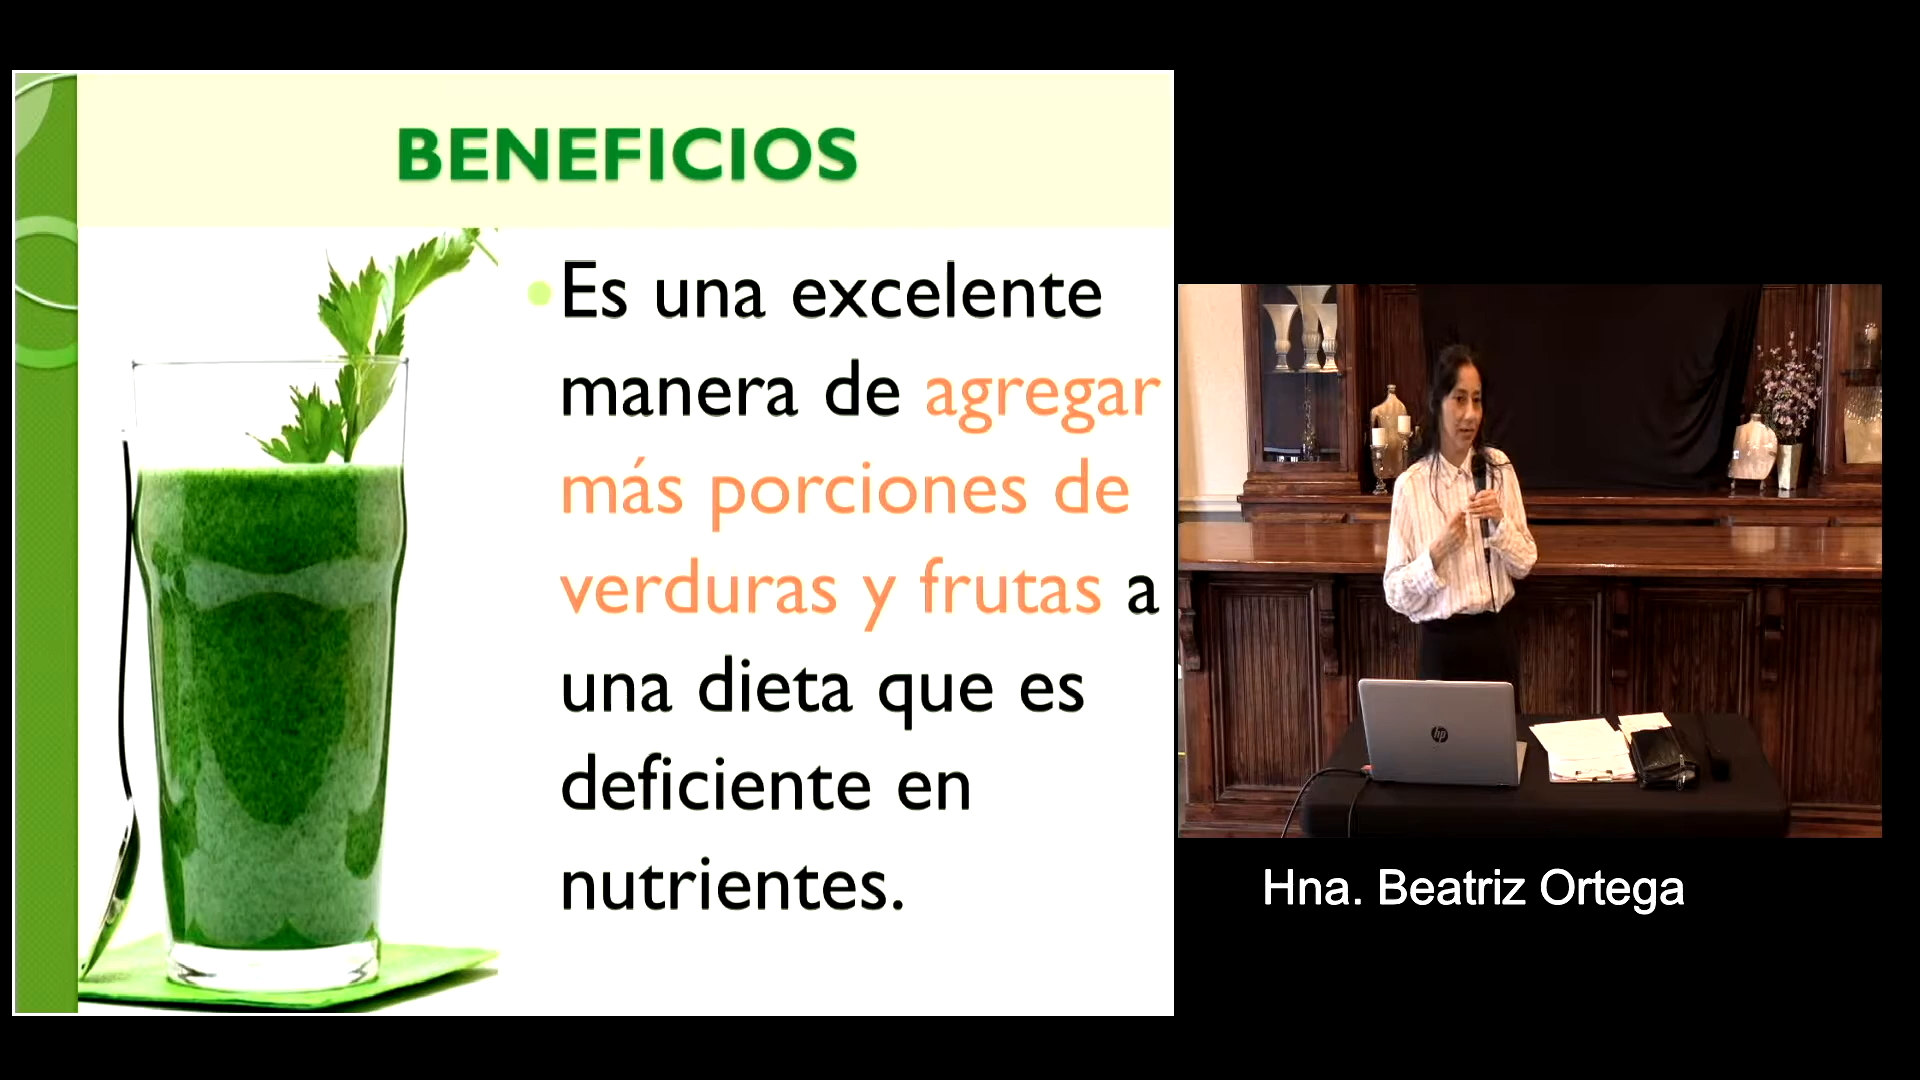 BENEFICIOS
• Es una excelente
manera de agregar
más porciones de
verduras y frutas a
una dieta que es
deficiente en
nutrientes.
hp
Hna. Beatriz Ortega